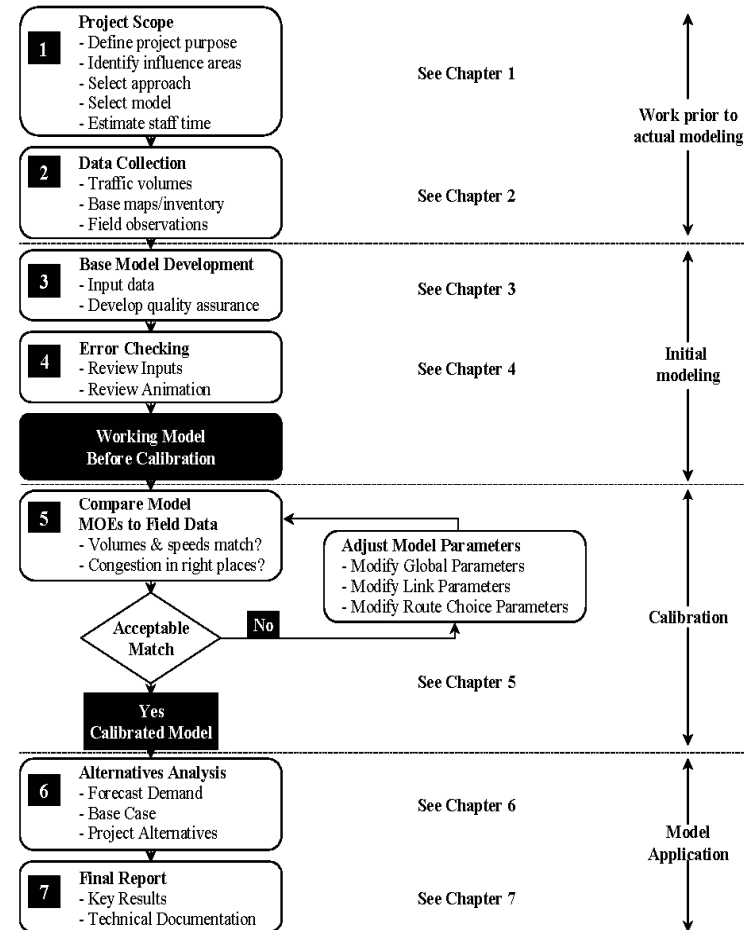 1
Project Scope
- Define project purpose
- Identify influence areas
- Select approach
- Select model
- Estimate staff time
See Chapter 1
Work prior to
actual modeling
2
Data Collection
- Traffic volumes
- Base maps/inventory
- Field observations
See Chapter 2
3
Base Model Development
- Input data
- Develop quality assurance
See Chapter 3
4
Error Checking
- Review Inputs
- Review Animation
See Chapter 4
Initial
modeling
Working Model
Before Calibration
5
Compare Model
MOEs to Field Data
- Volumes & speeds match?
- Congestion in right places?
Adjust Model Parameters
- Modify Global Parameters
- Modify Link Parameters
- Modify Route Choice Parameters
Acceptable
Match
No
Calibration
See Chapter 5
Yes
Calibrated Model
6
Alternatives Analysis
- Forecast Demand
- Base Case
- Project Alternatives
See Chapter 6
Model
Application
7
Final Report
- Key Results
- Technical Documentation
See Chapter 7